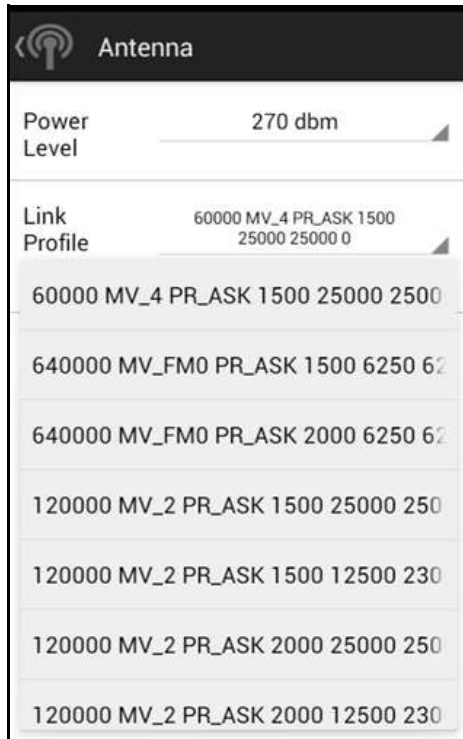 Antenna
Power
Level
270 dbm
Link
Profile
60000 MV_4 PR_ASK 1500
25000 25000 0
60000 MV_4 PR_ASK 1500 25000 2500
640000 MV_FM0 PR_ASK 1500 6250 62
640000 MV_FM0 PR_ASK 2000 6250 62
120000 MV_2 PR_ASK 1500 25000 250
120000 MV_2 PR_ASK 1500 12500 230
120000 MV_2 PR_ASK 2000 25000 250
120000 MV_2 PR_ASK 2000 12500 230